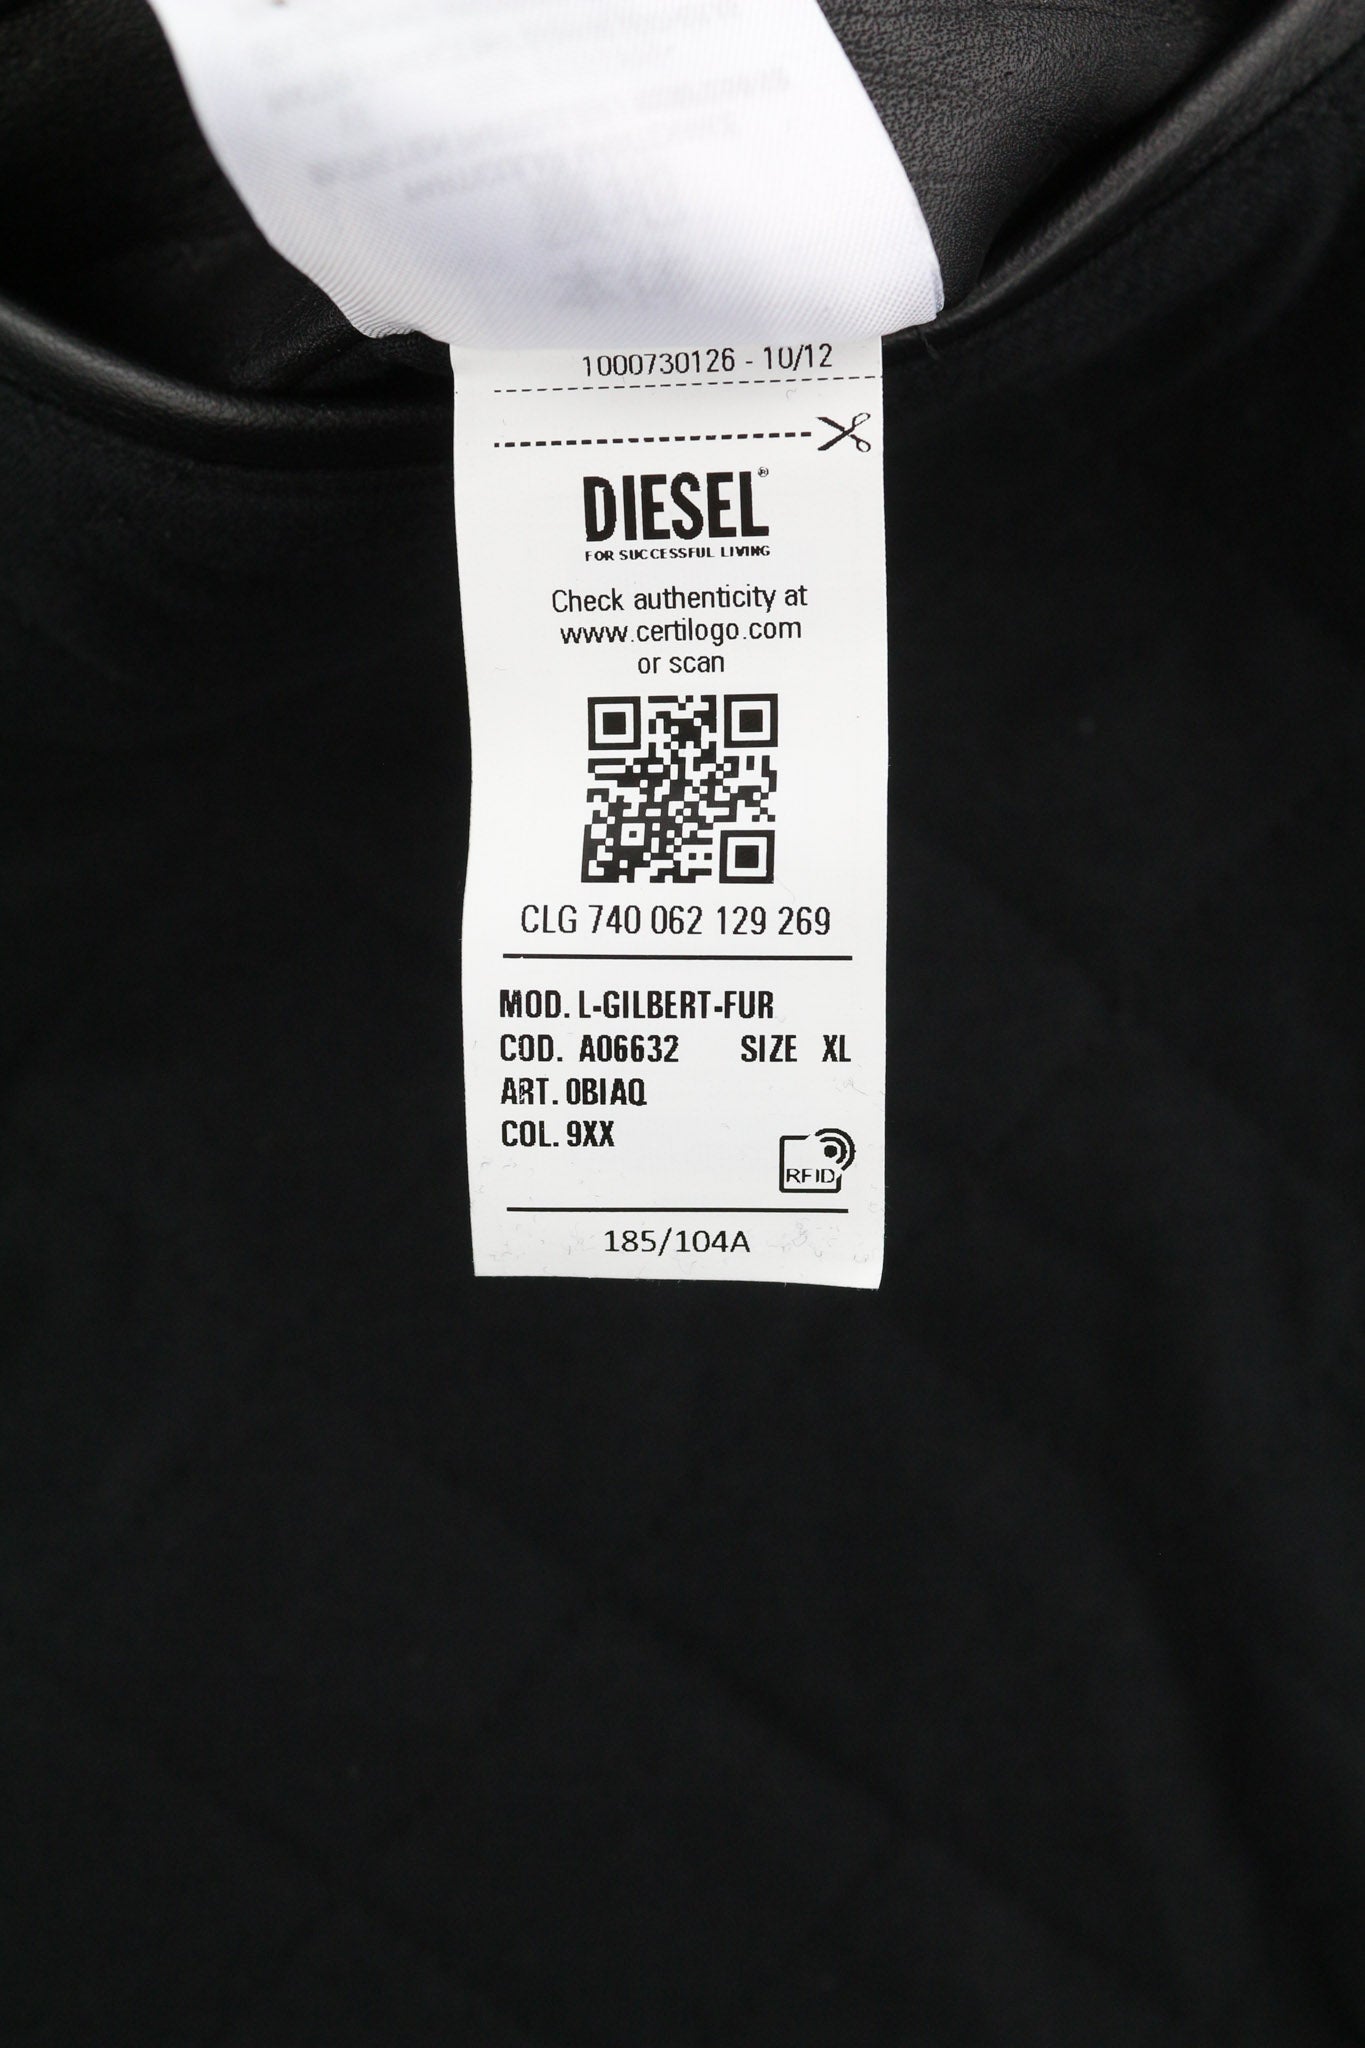 1000730126 - 10/12
DIESEL®
FOR SUCCESSFUL LIVING
Check authenticity at
www.certilogo.com
or scan
CLG 740 062 129 269
MOD. L-GILBERT-FUR
COD. A06632 SIZE XL
ART. 0BIAQ
COL. 9XX
RFID
185/104A